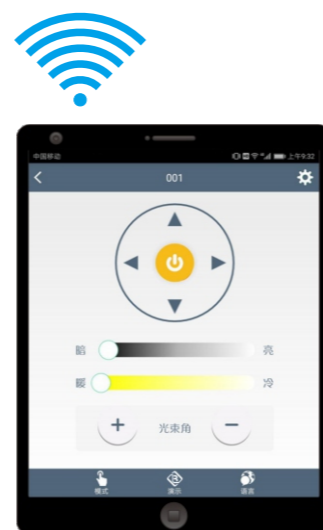 中国移动 上午9:32
001
暗 亮
暖 冷
+ 光束角 −
模式 演示 语言